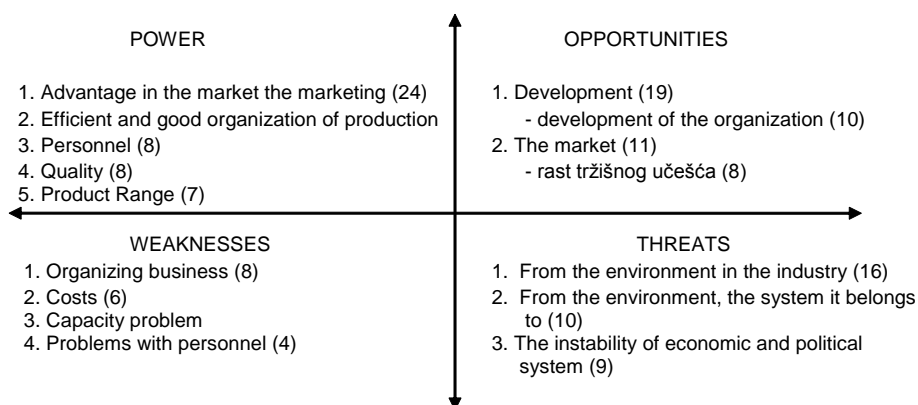 POWER
1. Advantage in the market the marketing (24)
2. Efficient and good organization of production
3. Personnel (8)
4. Quality (8)
5. Product Range (7)
OPPORTUNITIES
1. Development (19)
- development of the organization (10)
2. The market (11)
- rast tržišnog učešća (8)
WEAKNESSES
1. Organizing business (8)
2. Costs (6)
3. Capacity problem
4. Problems with personnel (4)
THREATS
1. From the environment in the industry (16)
2. From the environment, the system it belongs
to (10)
3. The instability of economic and political
system (9)